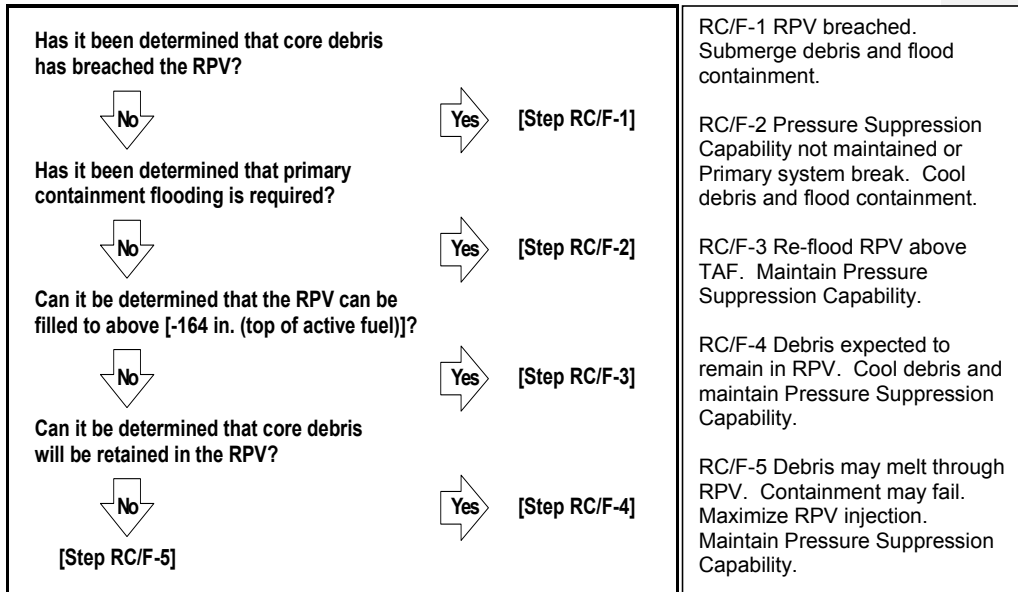 Has it been determined that core debris
has breached the RPV?
No
Yes
[Step RC/F-1]
Has it been determined that primary
containment flooding is required?
No
Yes
[Step RC/F-2]
Can it be determined that the RPV can be
filled to above [-164 in. (top of active fuel)]?
No
Yes
[Step RC/F-3]
Can it be determined that core debris
will be retained in the RPV?
No
Yes
[Step RC/F-4]
[Step RC/F-5]
RC/F-1 RPV breached.
Submerge debris and flood
containment.
RC/F-2 Pressure Suppression
Capability not maintained or
Primary system break. Cool
debris and flood containment.
RC/F-3 Re-flood RPV above
TAF. Maintain Pressure
Suppression Capability.
RC/F-4 Debris expected to
remain in RPV. Cool debris and
maintain Pressure Suppression
Capability.
RC/F-5 Debris may melt through
RPV. Containment may fail.
Maximize RPV injection.
Maintain Pressure Suppression
Capability.